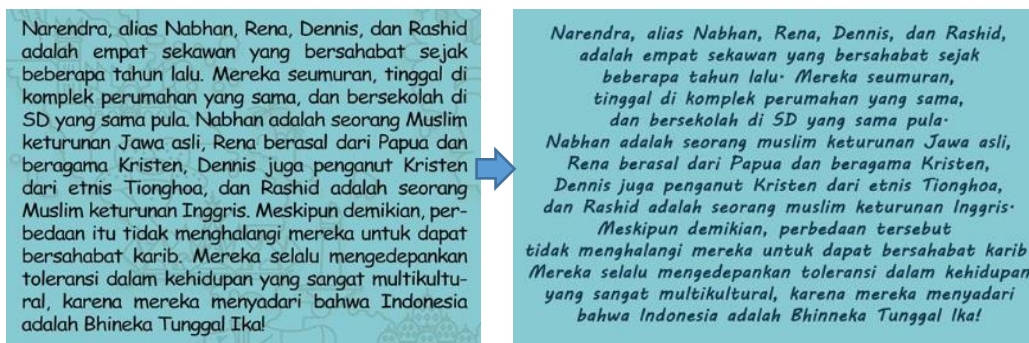 Narendra, alias Nabhan, Rena, Dennis, dan Rashid
adalah empat sekawan yang bersahabat sejak
beberapa tahun lalu. Mereka seumuran, tinggal di
komplek perumahan yang sama, dan bersekolah di
SD yang sama pula. Nabhan adalah seorang Muslim
keturunan Jawa asli, Rena berasal dari Papua dan
beragama Kristen, Dennis juga penganut Kristen
dari etnis Tionghoa, dan Rashid adalah seorang
Muslim keturunan Inggris. Meskipun demikian, per-
bedaan itu tidak menghalangi mereka untuk dapat
bersahabat karib. Mereka selalu mengedepankan
toleransi dalam kehidupan yang sangat multikultu-
ral, karena mereka menyadari bahwa Indonesia
adalah Bhineka Tunggal Ika!
Narendra, alias Nabhan, Rena, Dennis, dan Rashid,
adalah empat sekawan yang bersahabat sejak
beberapa tahun lalu. Mereka seumuran,
tinggal di komplek perumahan yang sama,
dan bersekolah di SD yang sama pula.
Nabhan adalah seorang muslim keturunan Jawa asli,
Rena berasal dari Papua dan beragama Kristen,
Dennis juga penganut Kristen dari etnis Tionghoa,
dan Rashid adalah seorang muslim keturunan Inggris.
Meskipun demikian, perbedaan tersebut
tidak menghalangi mereka untuk dapat bersahabat karib
Mereka selalu mengedepankan toleransi dalam kehidupan
yang sangat multikultural, karena mereka menyadari
bahwa Indonesia adalah Bhinneka Tunggal Ika!